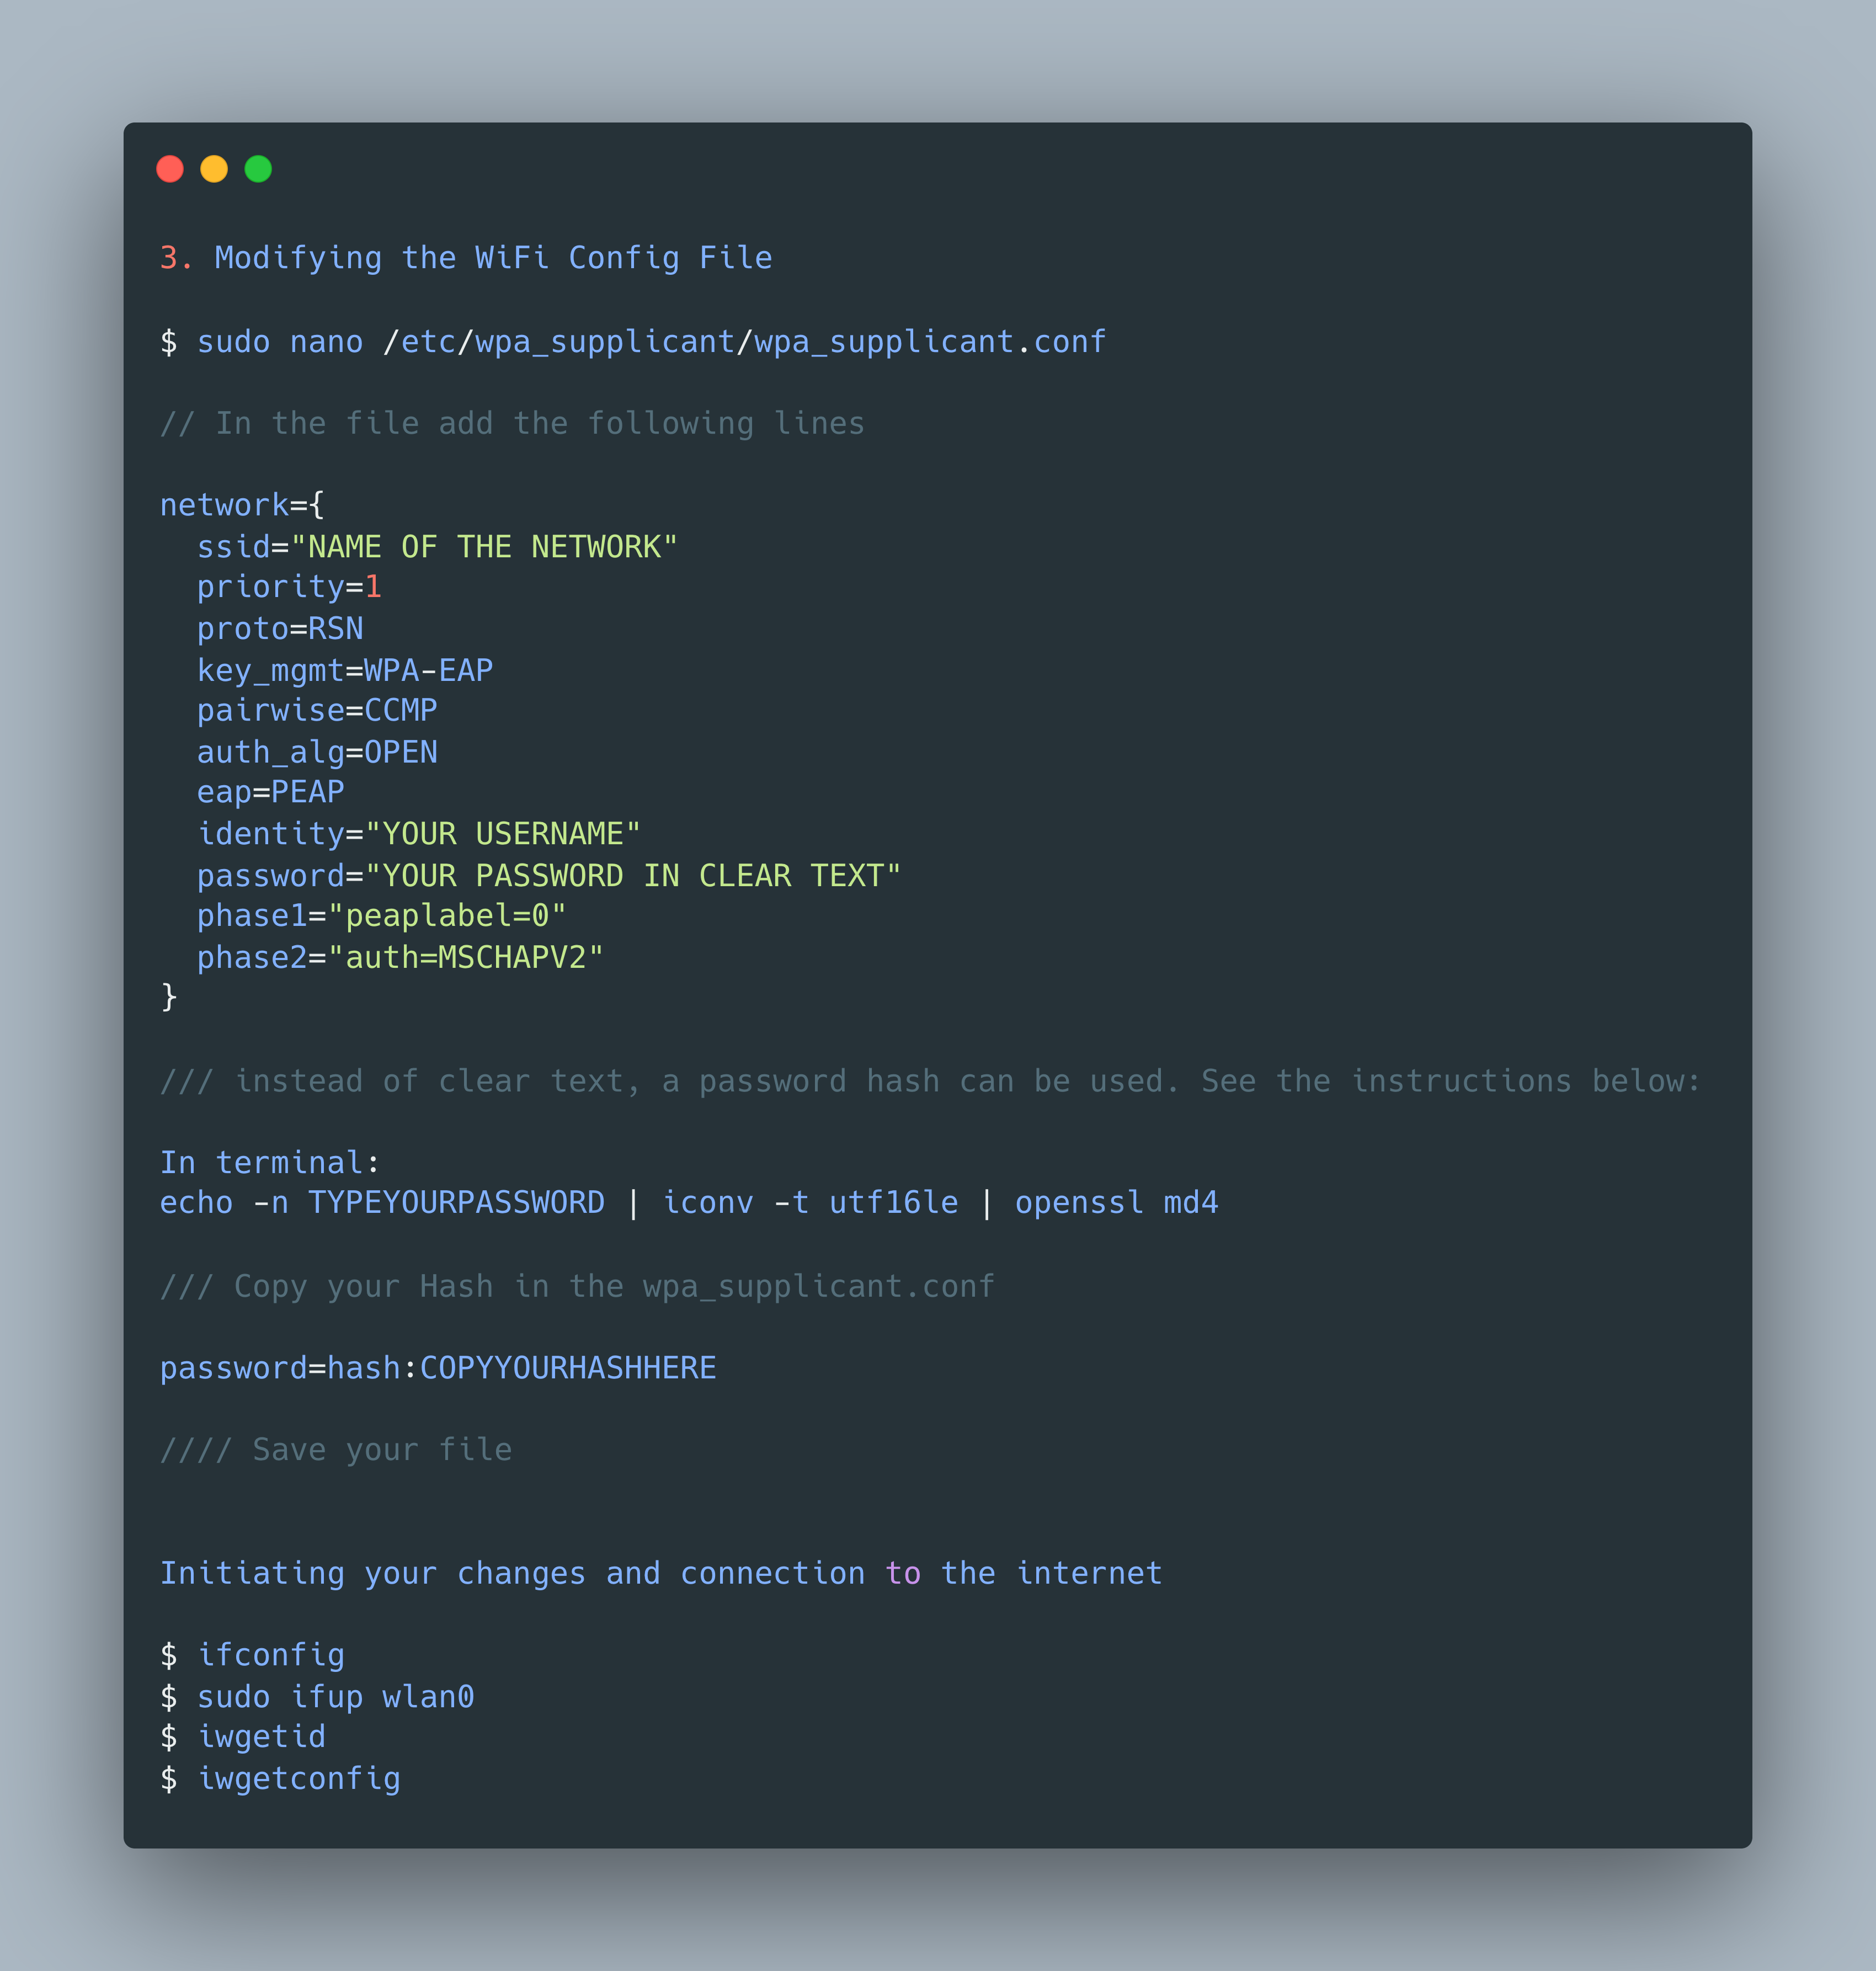 3. Modifying the WiFi Config File
$ sudo nano /etc/wpa_supplicant/wpa_supplicant.conf
// In the file add the following lines
network={
  ssid="NAME OF THE NETWORK"
  priority=1
  proto=RSN
  key_mgmt=WPA-EAP
  pairwise=CCMP
  auth_alg=OPEN
  eap=PEAP
  identity="YOUR USERNAME"
  password="YOUR PASSWORD IN CLEAR TEXT"
  phase1="peaplabel=0"
  phase2="auth=MSCHAPV2"
}
/// instead of clear text, a password hash can be used. See the instructions below:
In terminal:
echo -n TYPEYOURPASSWORD | iconv -t utf16le | openssl md4
/// Copy your Hash in the wpa_supplicant.conf
password=hash:COPYYOURHASHHERE
//// Save your file
Initiating your changes and connection to the internet
$ ifconfig
$ sudo ifup wlan0
$ iwgetid
$ iwgetconfig